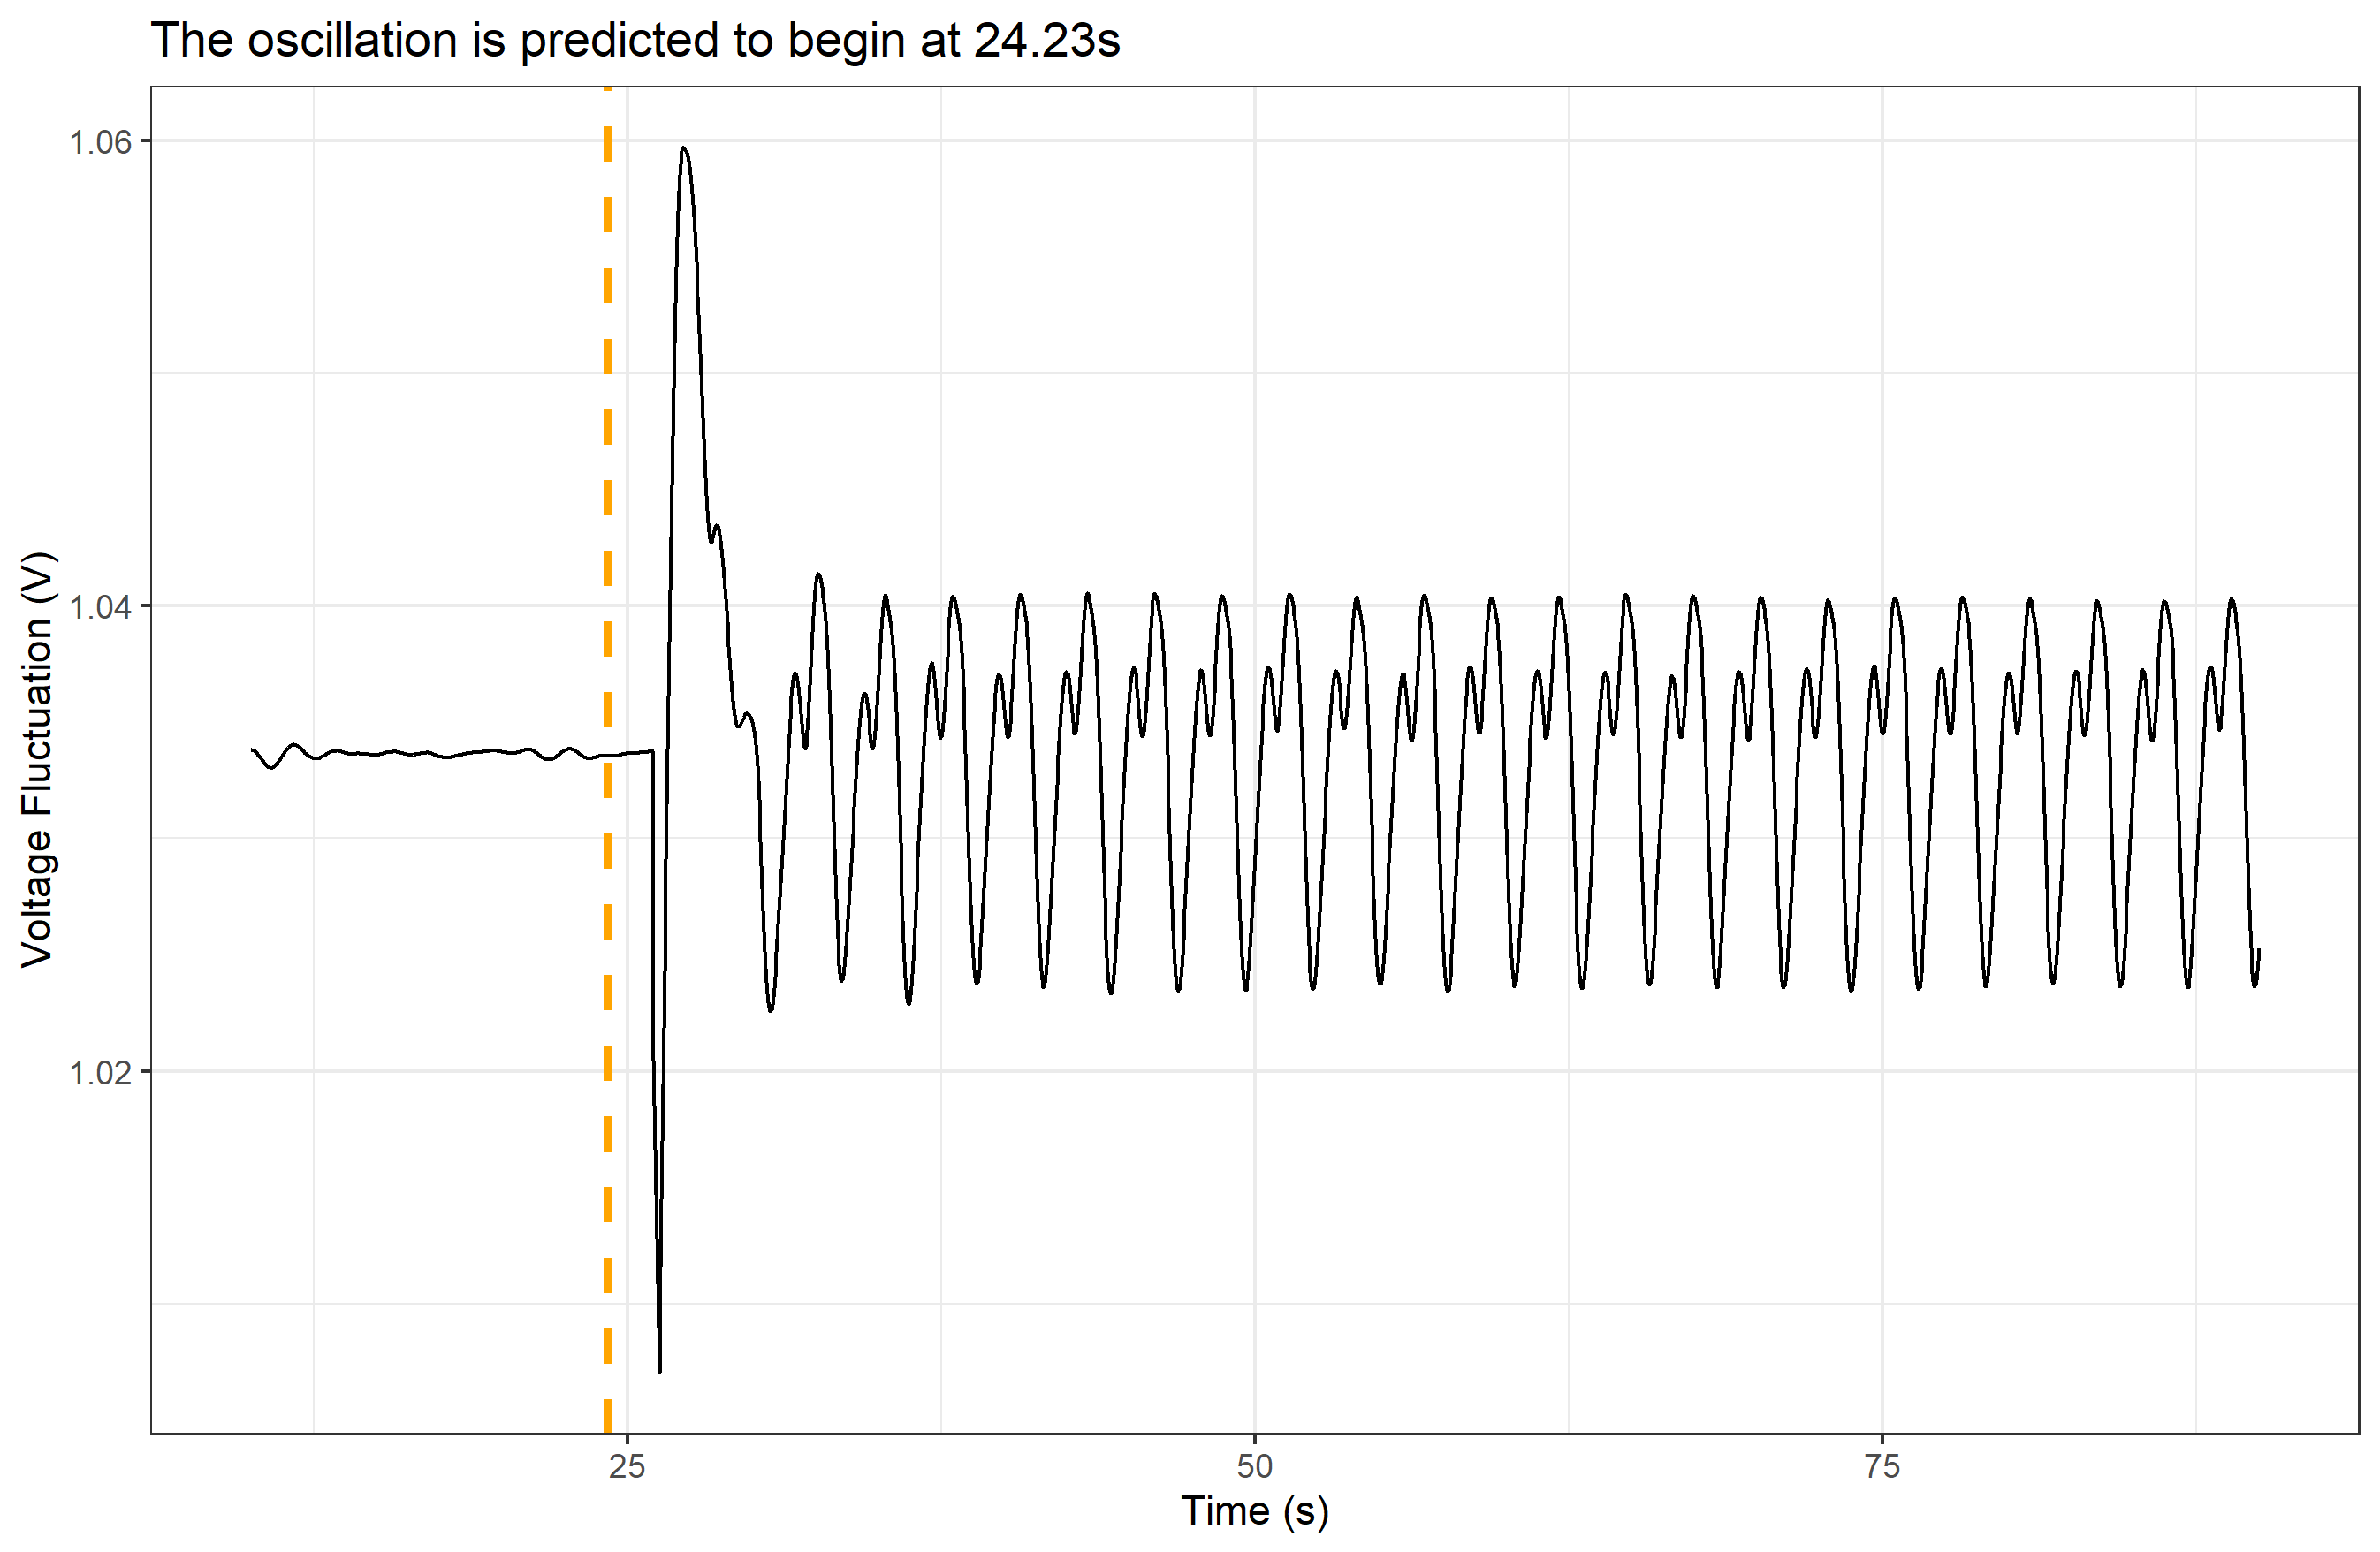 The oscillation is predicted to begin at 24.23s
1.06
1.04
1.02
Voltage Fluctuation (V)
25 50 75
Time (s)